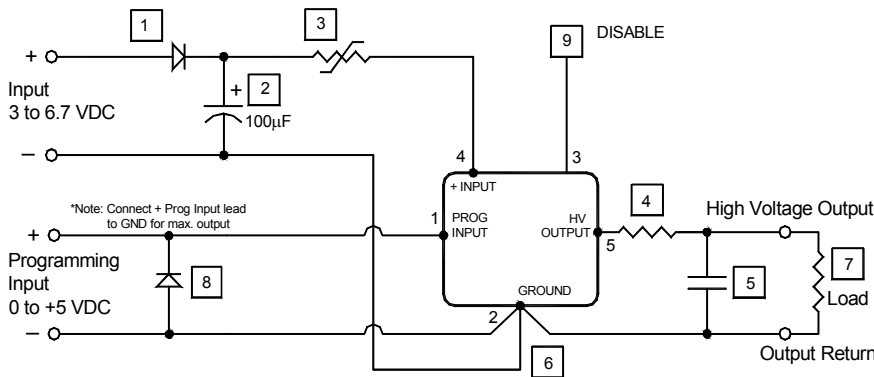 1
3
9 DISABLE
+
Input
3 to 6.7 VDC
+
2
100µF
–
4
3
+ INPUT
*Note: Connect + Prog Input lead
to GND for max. output
1
PROG
INPUT
HV
OUTPUT
5
4
High Voltage Output
+
Programming
Input
0 to +5 VDC
8
5
7
Load
GROUND
–
2
6
Output Return